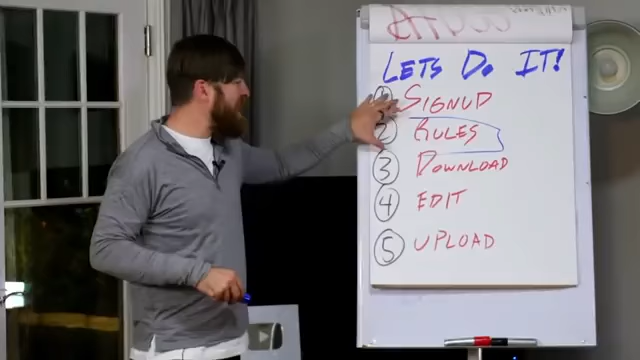 LETS DO IT!
1 SIGNUP
2 RULES
3 DOWNLOAD
4 EDIT
5 UPLOAD